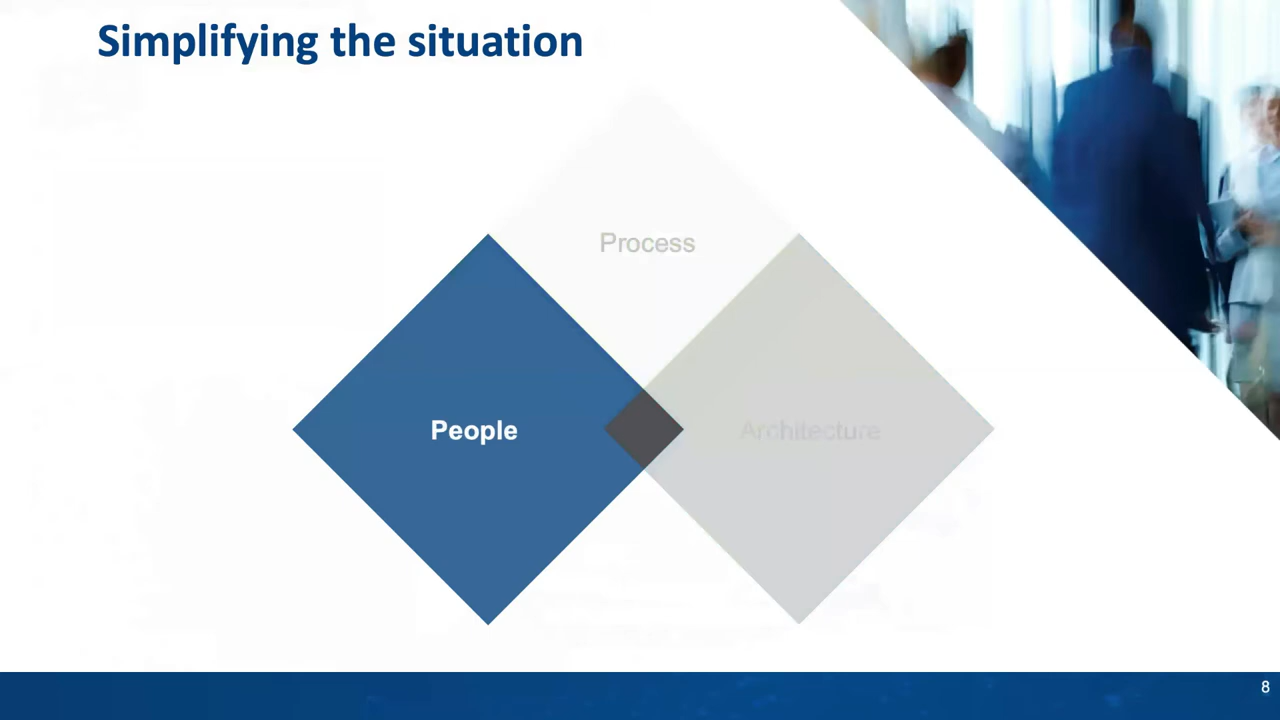 Simplifying the situation
Process
People
Architecture
8